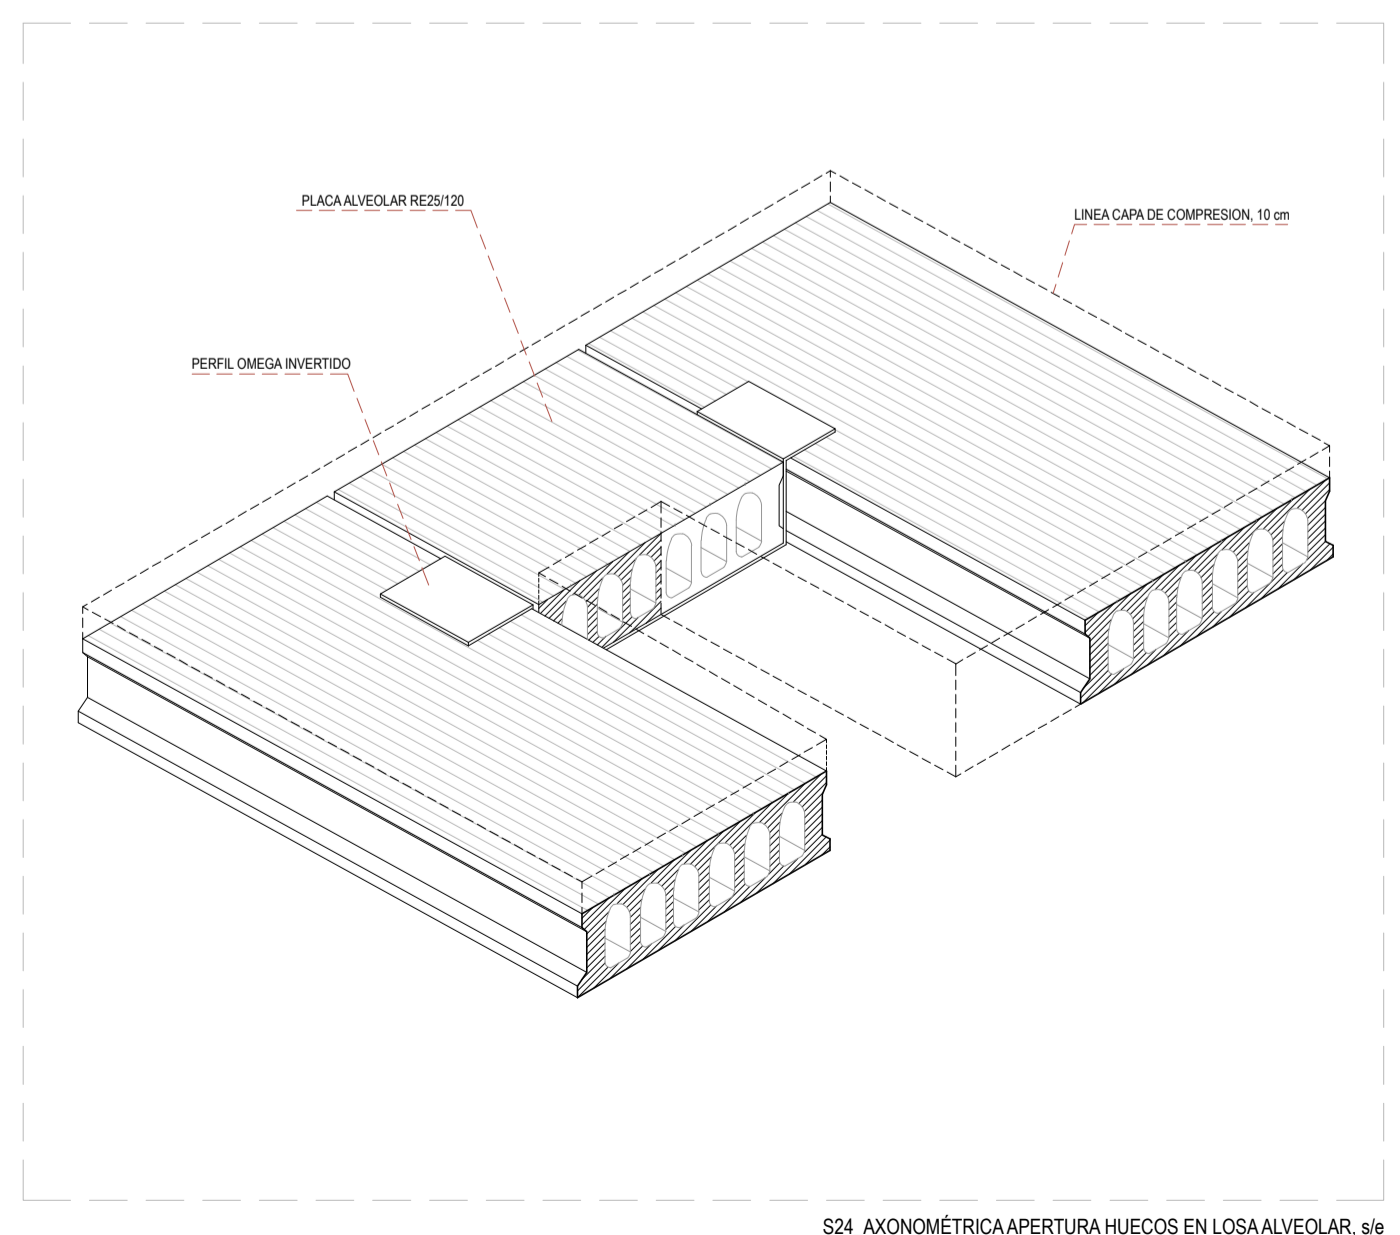 PLACA ALVEOLAR RE25/120
LINEA CAPA DE COMPRESION, 10 cm
PERFIL OMEGA INVERTIDO
S24 AXONOMÉTRICA APERTURA HUECOS EN LOSA ALVEOLAR, s/e